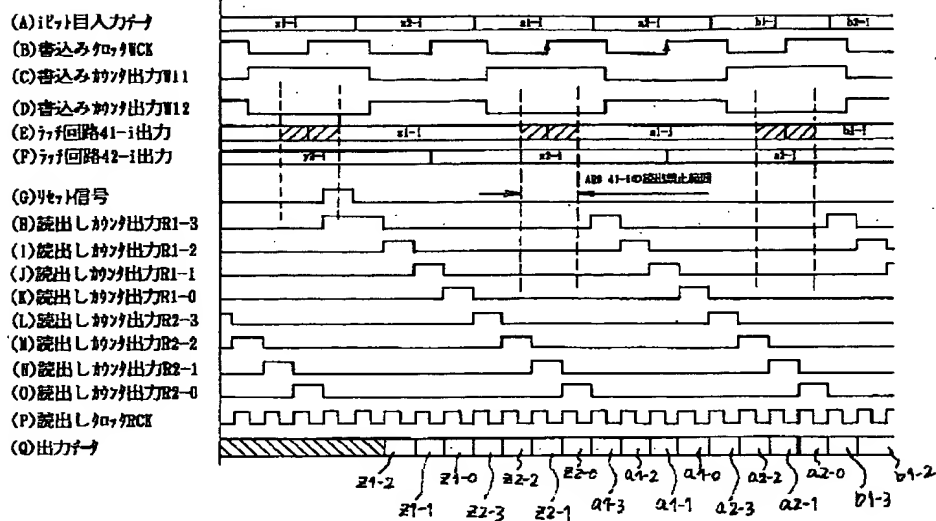 (A)iビット目入力データ z1-i z2-i a1-i a2-i b1-i b2-i
(B)書込みクロックWCK
(C)書込みカウンタ出力W11
(D)書込みカウンタ出力W12
(E)ラッチ回路41-i出力 z1-i a1-i b1-i
(F)ラッチ回路42-i出力 y2-i z2-i a2-i
の読出禁止範囲
(G)リセット信号
(H)読出しカウンタ出力R1-3
(I)読出しカウンタ出力R1-2
(J)読出しカウンタ出力R1-1
(K)読出しカウンタ出力R1-0
(L)読出しカウンタ出力R2-3
(M)読出しカウンタ出力R2-2
(N)読出しカウンタ出力R2-1
(O)読出しカウンタ出力R2-0
(P)読出しクロックRCK
(Q)出力データ
z1-2 z1-0 z2-2 z2-0 a1-2 a1-0 a2-2 a2-0 b1-2
z1-1 z2-3 z2-1 a1-3 a1-1 a2-3 a2-1 b1-3